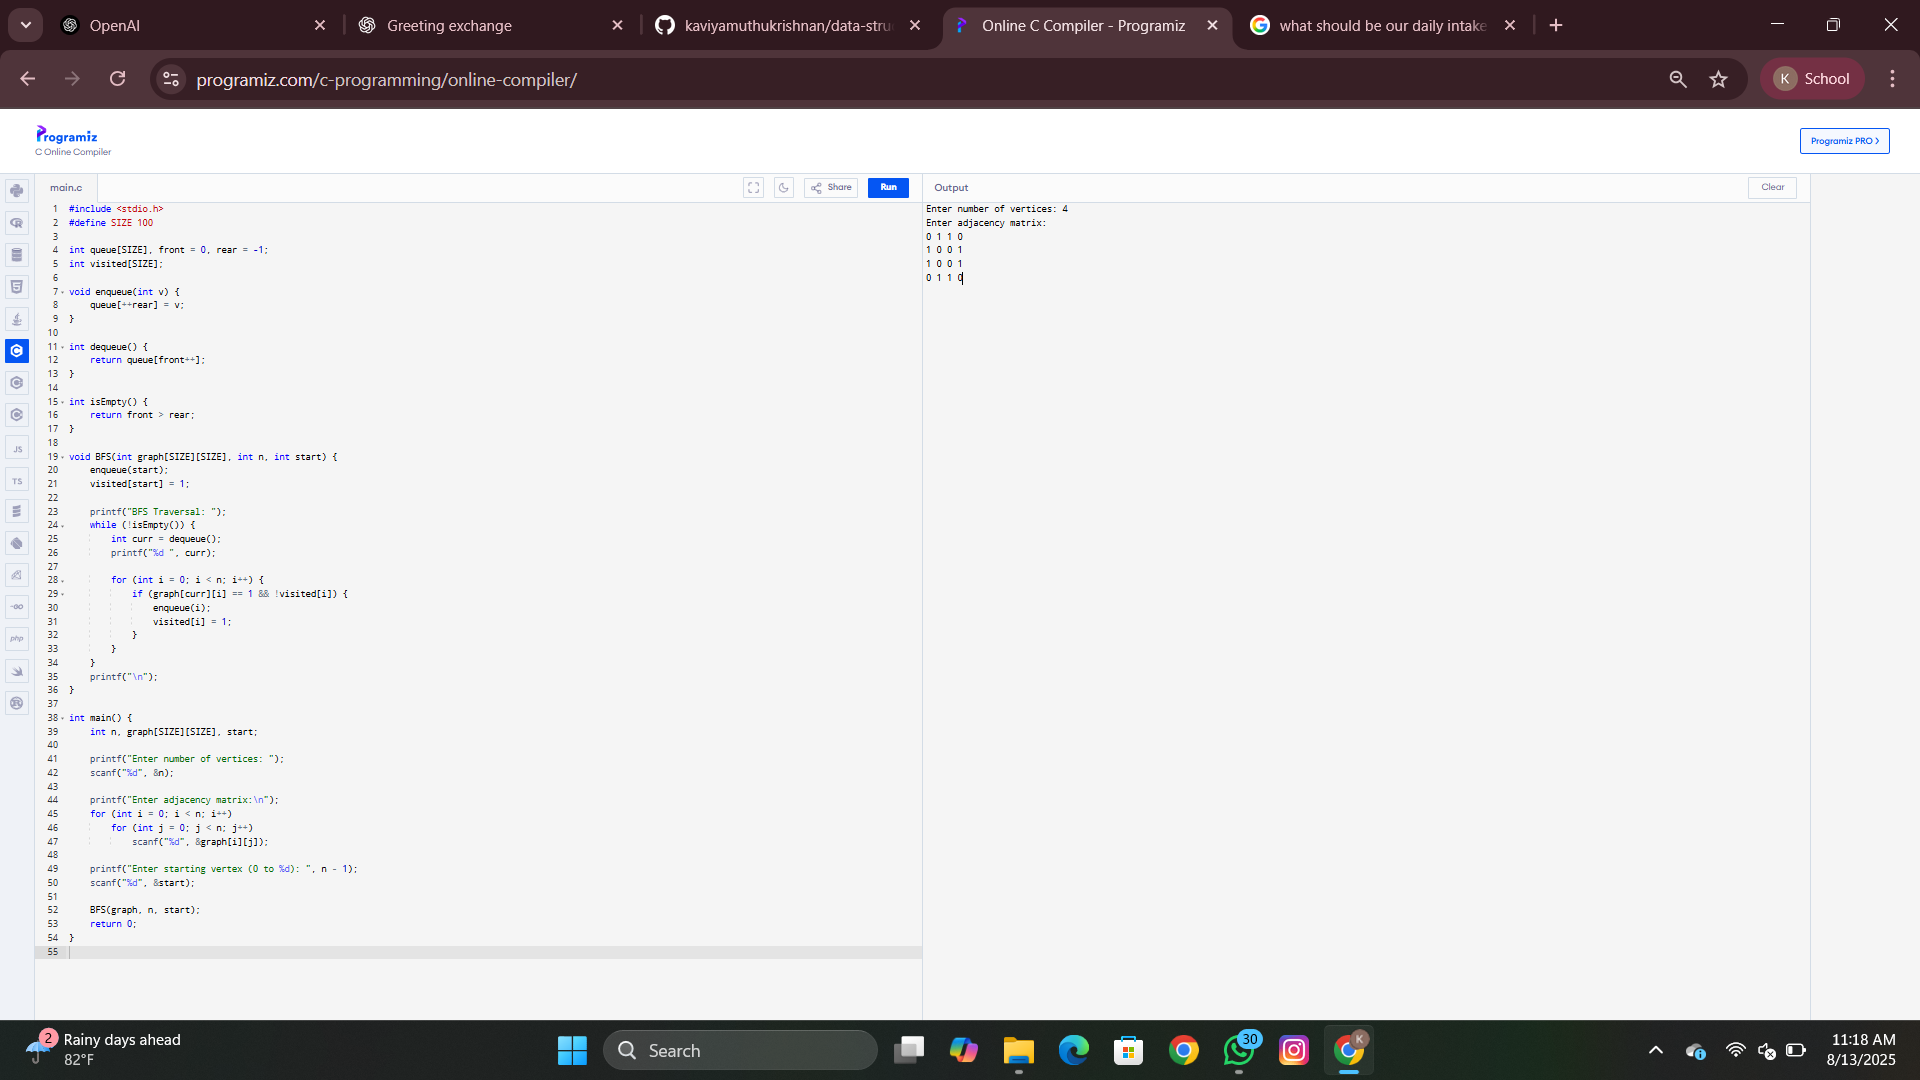 OpenAI
Greeting exchange
kaviyamuthukrishnan/data-stru
Online C Compiler - Programiz
what should be our daily intake
programiz.com/c-programming/online-compiler/
K School
Programiz
C Online Compiler
Programiz PRO >
main.c
Share
Run
Output
Clear
JS
TS
GO
php
1 #include <stdio.h>
2 #define SIZE 100
3
4 int queue[SIZE], front = 0, rear = -1;
5 int visited[SIZE];
6
7 void enqueue(int v) {
8     queue[++rear] = v;
9 }
10
11 int dequeue() {
12     return queue[front++];
13 }
14
15 int isEmpty() {
16     return front > rear;
17 }
18
19 void BFS(int graph[SIZE][SIZE], int n, int start) {
20     enqueue(start);
21     visited[start] = 1;
22
23     printf("BFS Traversal: ");
24     while (!isEmpty()) {
25         int curr = dequeue();
26         printf("%d ", curr);
27
28         for (int i = 0; i < n; i++) {
29             if (graph[curr][i] == 1 && !visited[i]) {
30                 enqueue(i);
31                 visited[i] = 1;
32             }
33         }
34     }
35     printf("\n");
36 }
37
38 int main() {
39     int n, graph[SIZE][SIZE], start;
40
41     printf("Enter number of vertices: ");
42     scanf("%d", &n);
43
44     printf("Enter adjacency matrix:\n");
45     for (int i = 0; i < n; i++)
46         for (int j = 0; j < n; j++)
47             scanf("%d", &graph[i][j]);
48
49     printf("Enter starting vertex (0 to %d): ", n - 1);
50     scanf("%d", &start);
51
52     BFS(graph, n, start);
53     return 0;
54 }
55
Enter number of vertices: 4
Enter adjacency matrix:
0 1 1 0
1 0 0 1
1 0 0 1
0 1 1 0
2
Rainy days ahead
82°F
Search
30
K
11:18 AM
8/13/2025